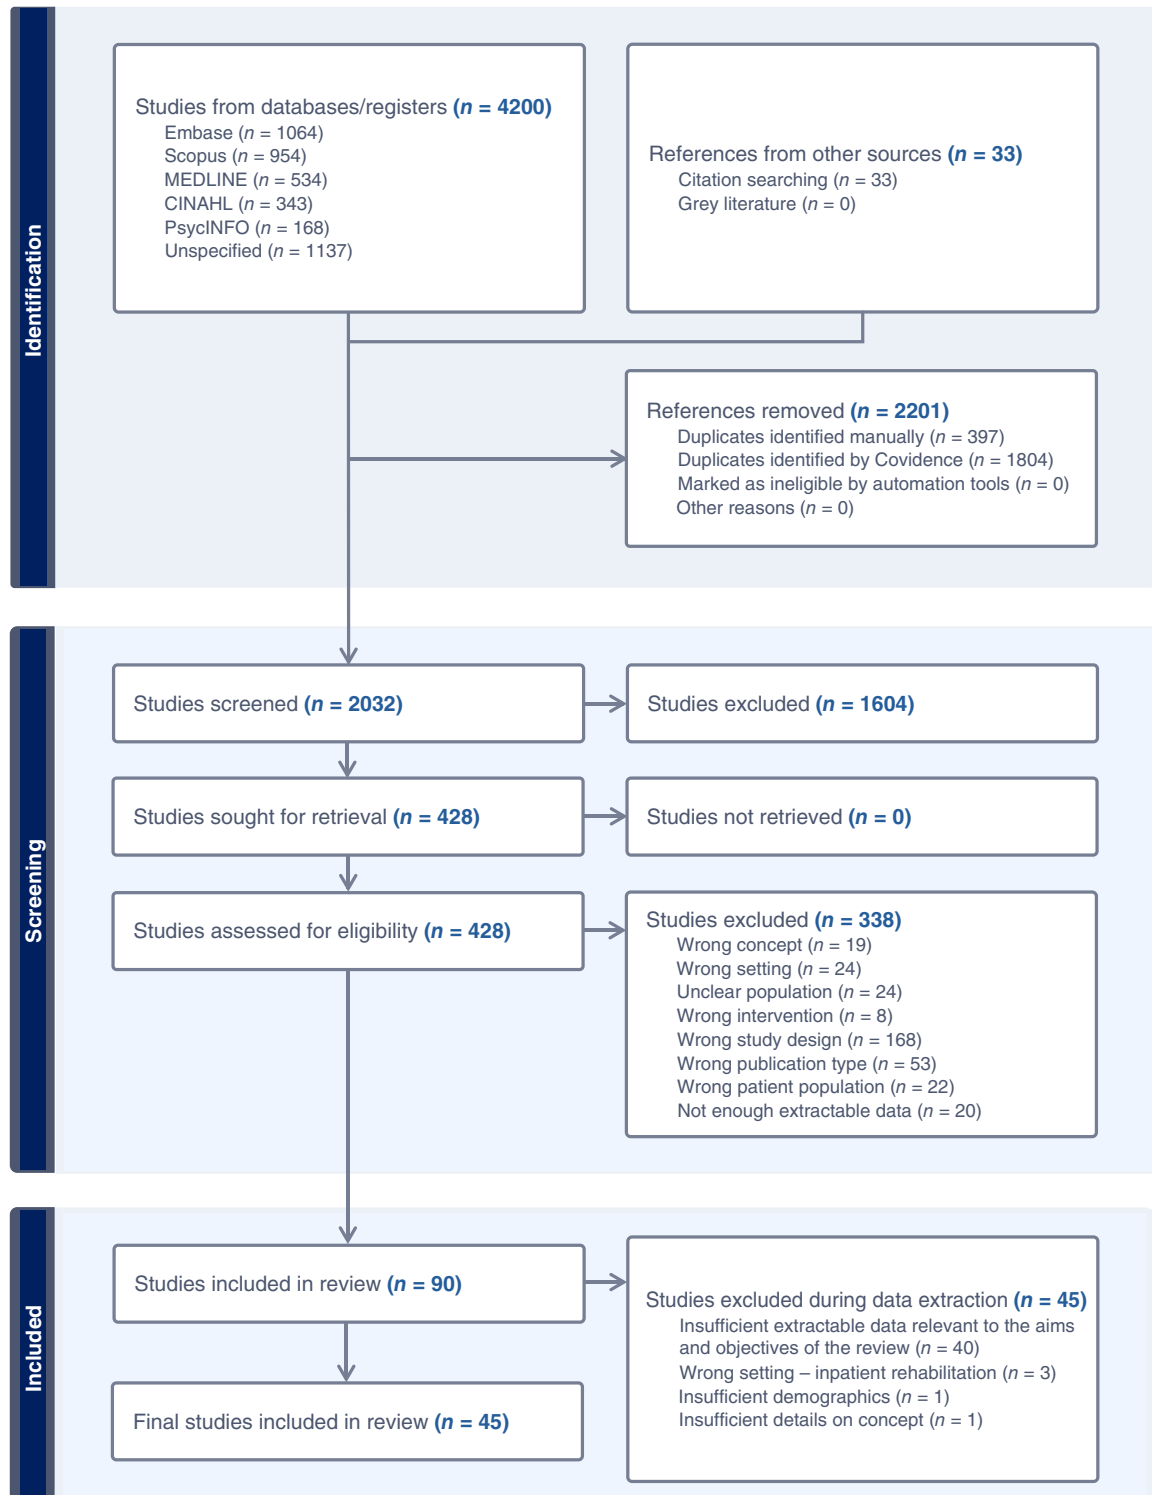 Identification
Studies from databases/registers (n = 4200)
Embase (n = 1064)
Scopus (n = 954)
MEDLINE (n = 534)
CINAHL (n = 343)
PsycINFO (n = 168)
Unspecified (n = 1137)
References from other sources (n = 33)
Citation searching (n = 33)
Grey literature (n = 0)
References removed (n = 2201)
Duplicates identified manually (n = 397)
Duplicates identified by Covidence (n = 1804)
Marked as ineligible by automation tools (n = 0)
Other reasons (n = 0)
Screening
Studies screened (n = 2032)
Studies excluded (n = 1604)
Studies sought for retrieval (n = 428)
Studies not retrieved (n = 0)
Studies assessed for eligibility (n = 428)
Studies excluded (n = 338)
Wrong concept (n = 19)
Wrong setting (n = 24)
Unclear population (n = 24)
Wrong intervention (n = 8)
Wrong study design (n = 168)
Wrong publication type (n = 53)
Wrong patient population (n = 22)
Not enough extractable data (n = 20)
Included
Studies included in review (n = 90)
Studies excluded during data extraction (n = 45)
Insufficient extractable data relevant to the aims
and objectives of the review (n = 40)
Wrong setting – inpatient rehabilitation (n = 3)
Insufficient demographics (n = 1)
Insufficient details on concept (n = 1)
Final studies included in review (n = 45)